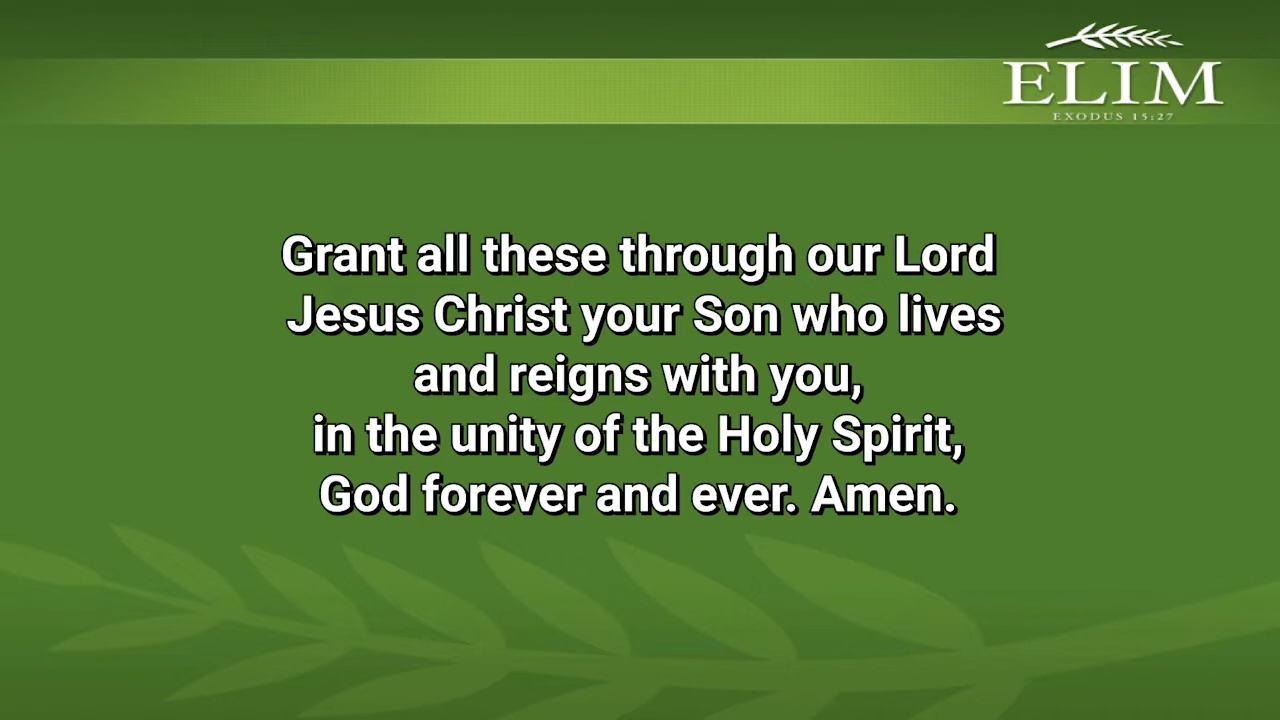 ELIM
EXODUS 15:27
Grant all these through our Lord
Jesus Christ your Son who lives
and reigns with you,
in the unity of the Holy Spirit,
God forever and ever. Amen.